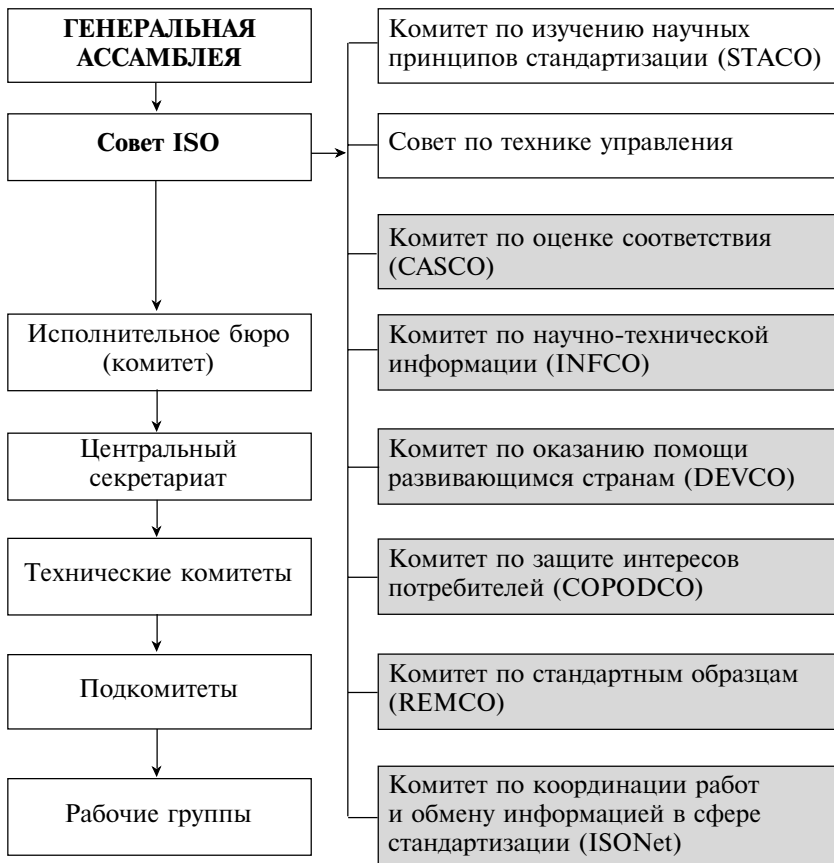 ГЕНЕРАЛЬНАЯ
АССАМБЛЕЯ
Совет ISO
Исполнительное бюро
(комитет)
Центральный
секретариат
Технические комитеты
Подкомитеты
Рабочие группы
Комитет по изучению научных
принципов стандартизации (STACO)
Совет по технике управления
Комитет по оценке соответствия
(CASCO)
Комитет по научно-технической
информации (INFCO)
Комитет по оказанию помощи
развивающимся странам (DEVCO)
Комитет по защите интересов
потребителей (COPODCO)
Комитет по стандартным образцам
(REMCO)
Комитет по координации работ
и обмену информацией в сфере
стандартизации (ISONet)